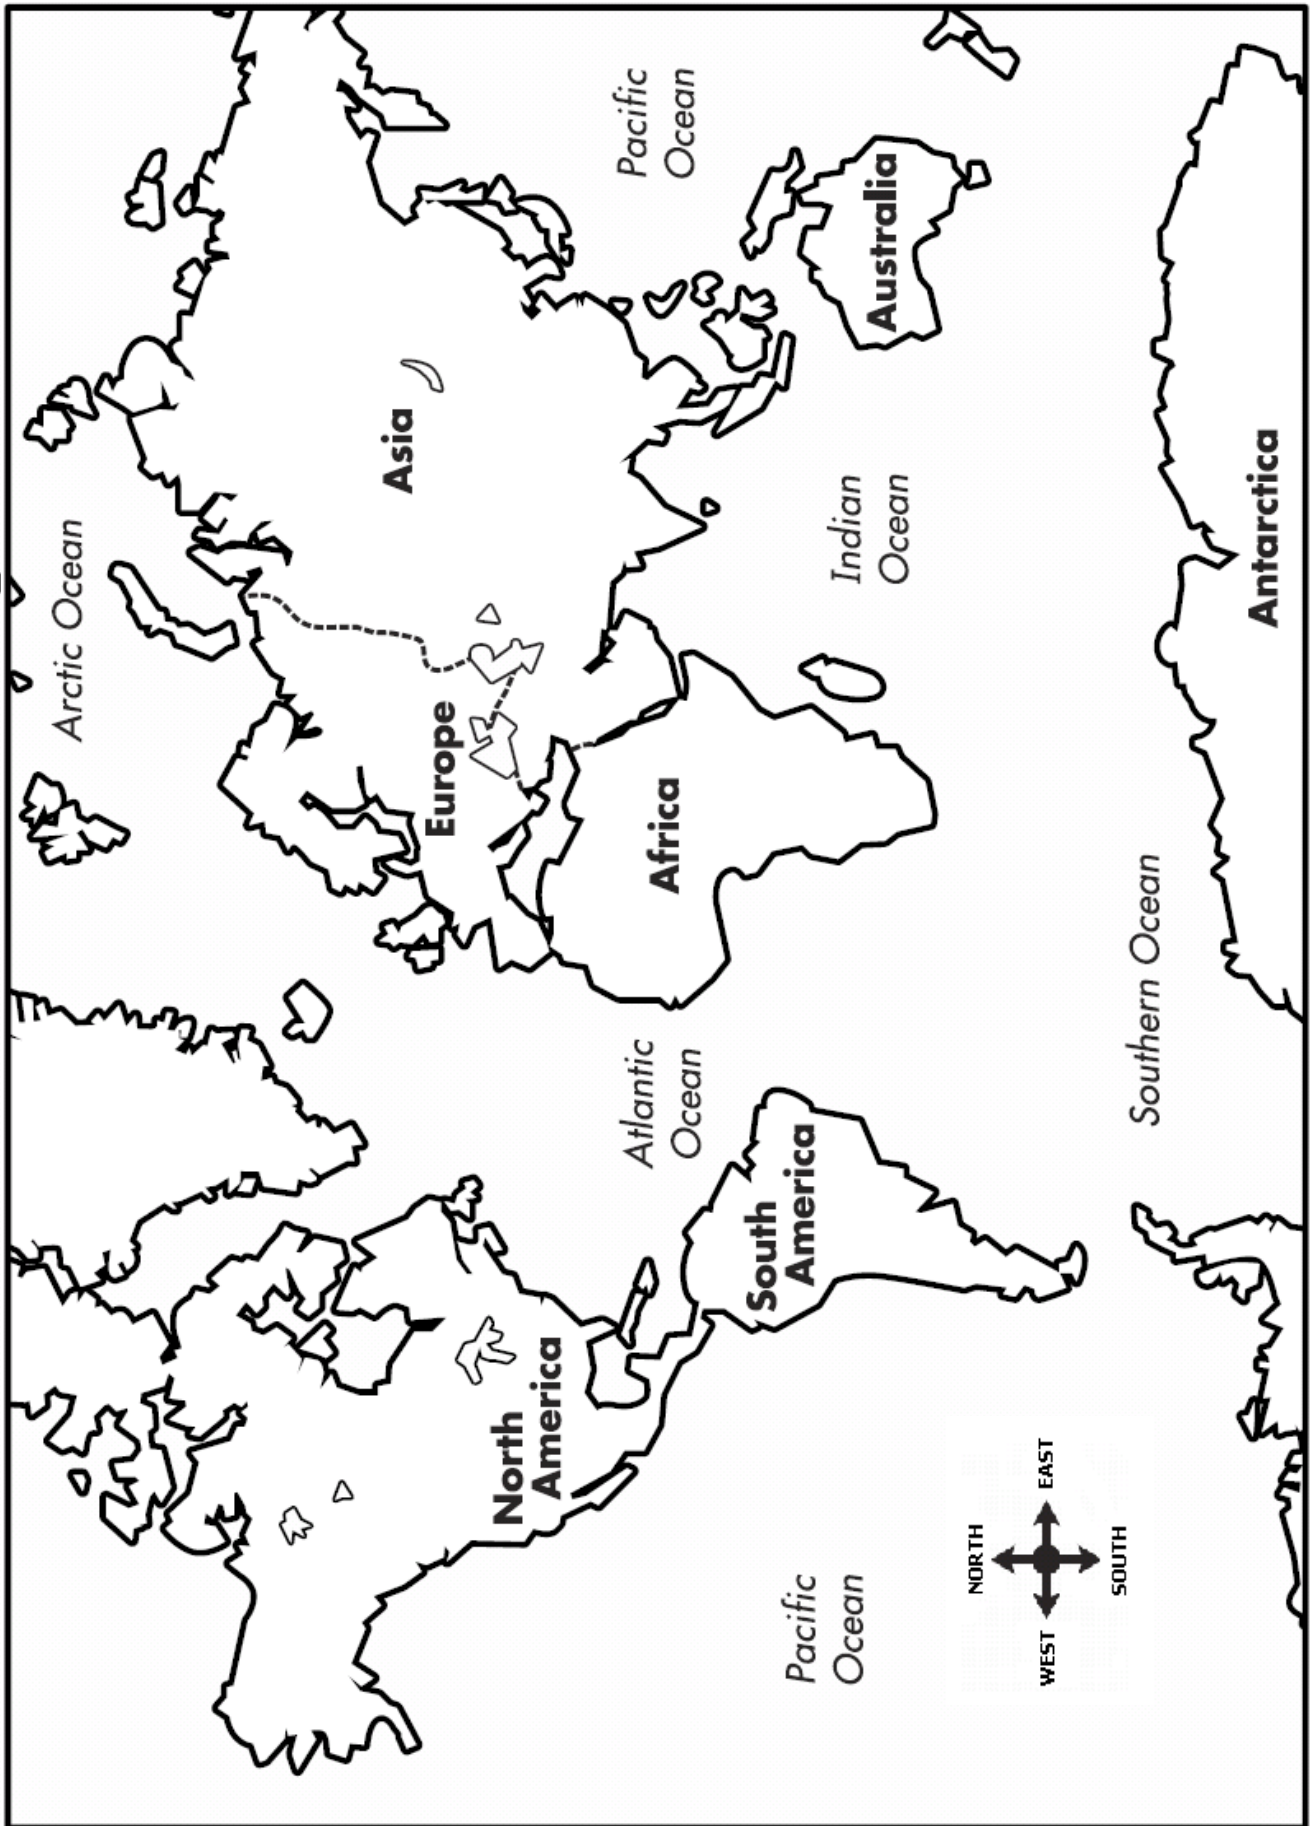 Arctic Ocean
Asia
Europe
North
America
Pacific
Ocean
Atlantic
Ocean
Africa
Pacific
Ocean
South
America
Indian
Ocean
Australia
NORTH
WEST
EAST
SOUTH
Southern Ocean
Antarctica